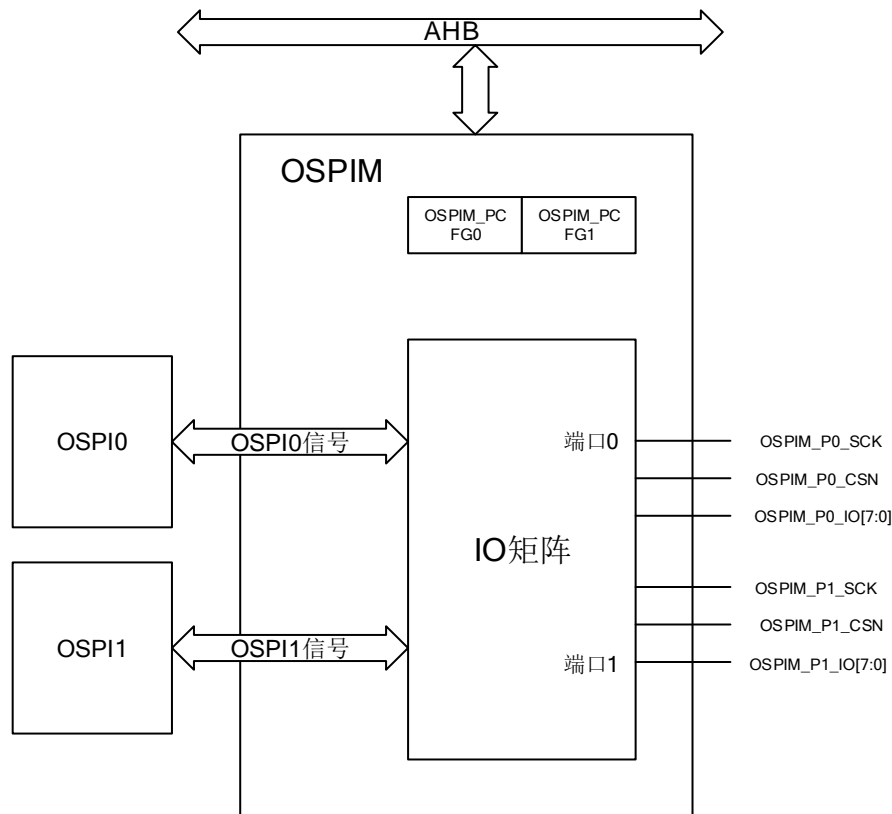 AHB
OSPIM
OSPIM_PC
FG0
OSPIM_PC
FG1
OSPI0
OSPI0信号
端口0
OSPIM_P0_SCK
OSPIM_P0_CSN
OSPIM_P0_IO[7:0]
IO矩阵
OSPIM_P1_SCK
OSPIM_P1_CSN
OSPI1
OSPI1信号
端口1
OSPIM_P1_IO[7:0]